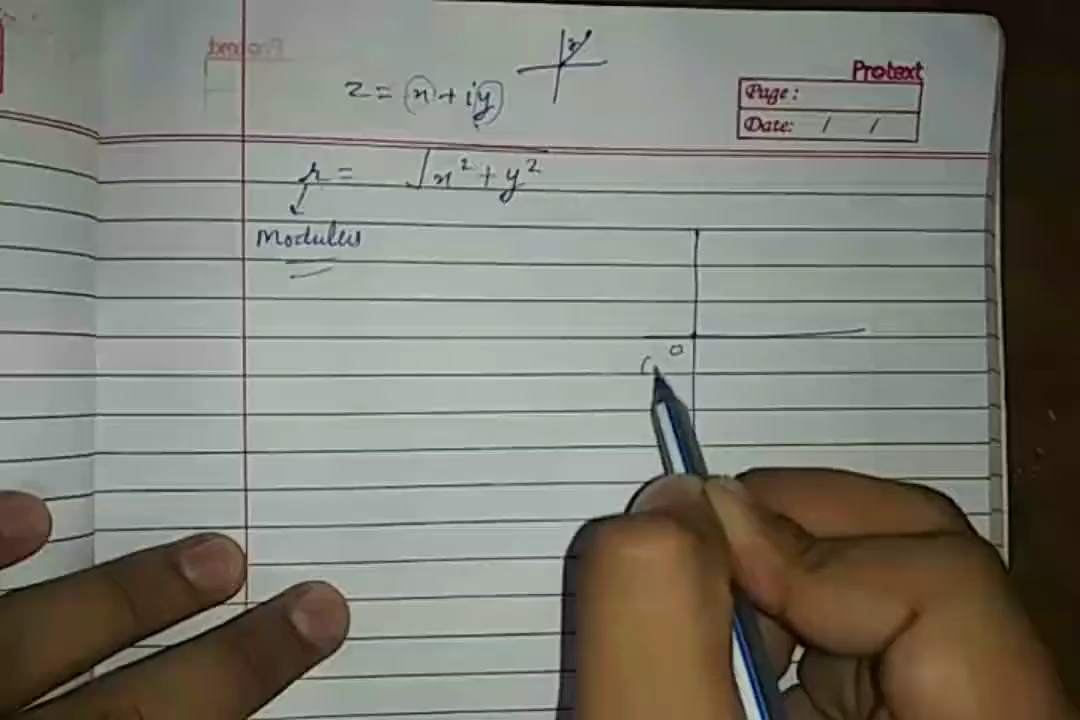 Protext
z = x + iy
r
Page :
Date: / /
r = √x² + y²
Modulus
O
(